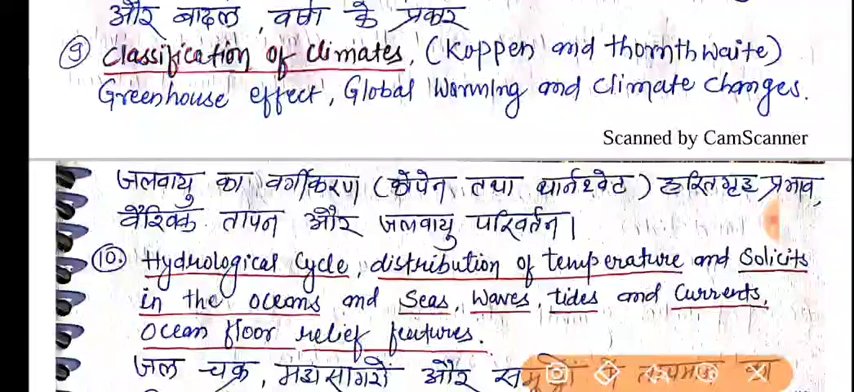 और बादल, वर्षा के प्रकार
⑨ Classification of climates, (Koppen and thornthwaite)
Greenhouse effect, Global Warming and climate changes.
Scanned by CamScanner
जलवायु का वर्गीकरण (कोपेन तथा थार्नश्वेट) हरितगृह प्रभाव,
वैश्विक तापन और जलवायु परिवर्तन।
⑩. Hydrological Cycle, distribution of temperature and Solicits
in the oceans and Seas, Waves, tides and Currents,
Ocean floor relief features.
जल चक्र, महासागरों और